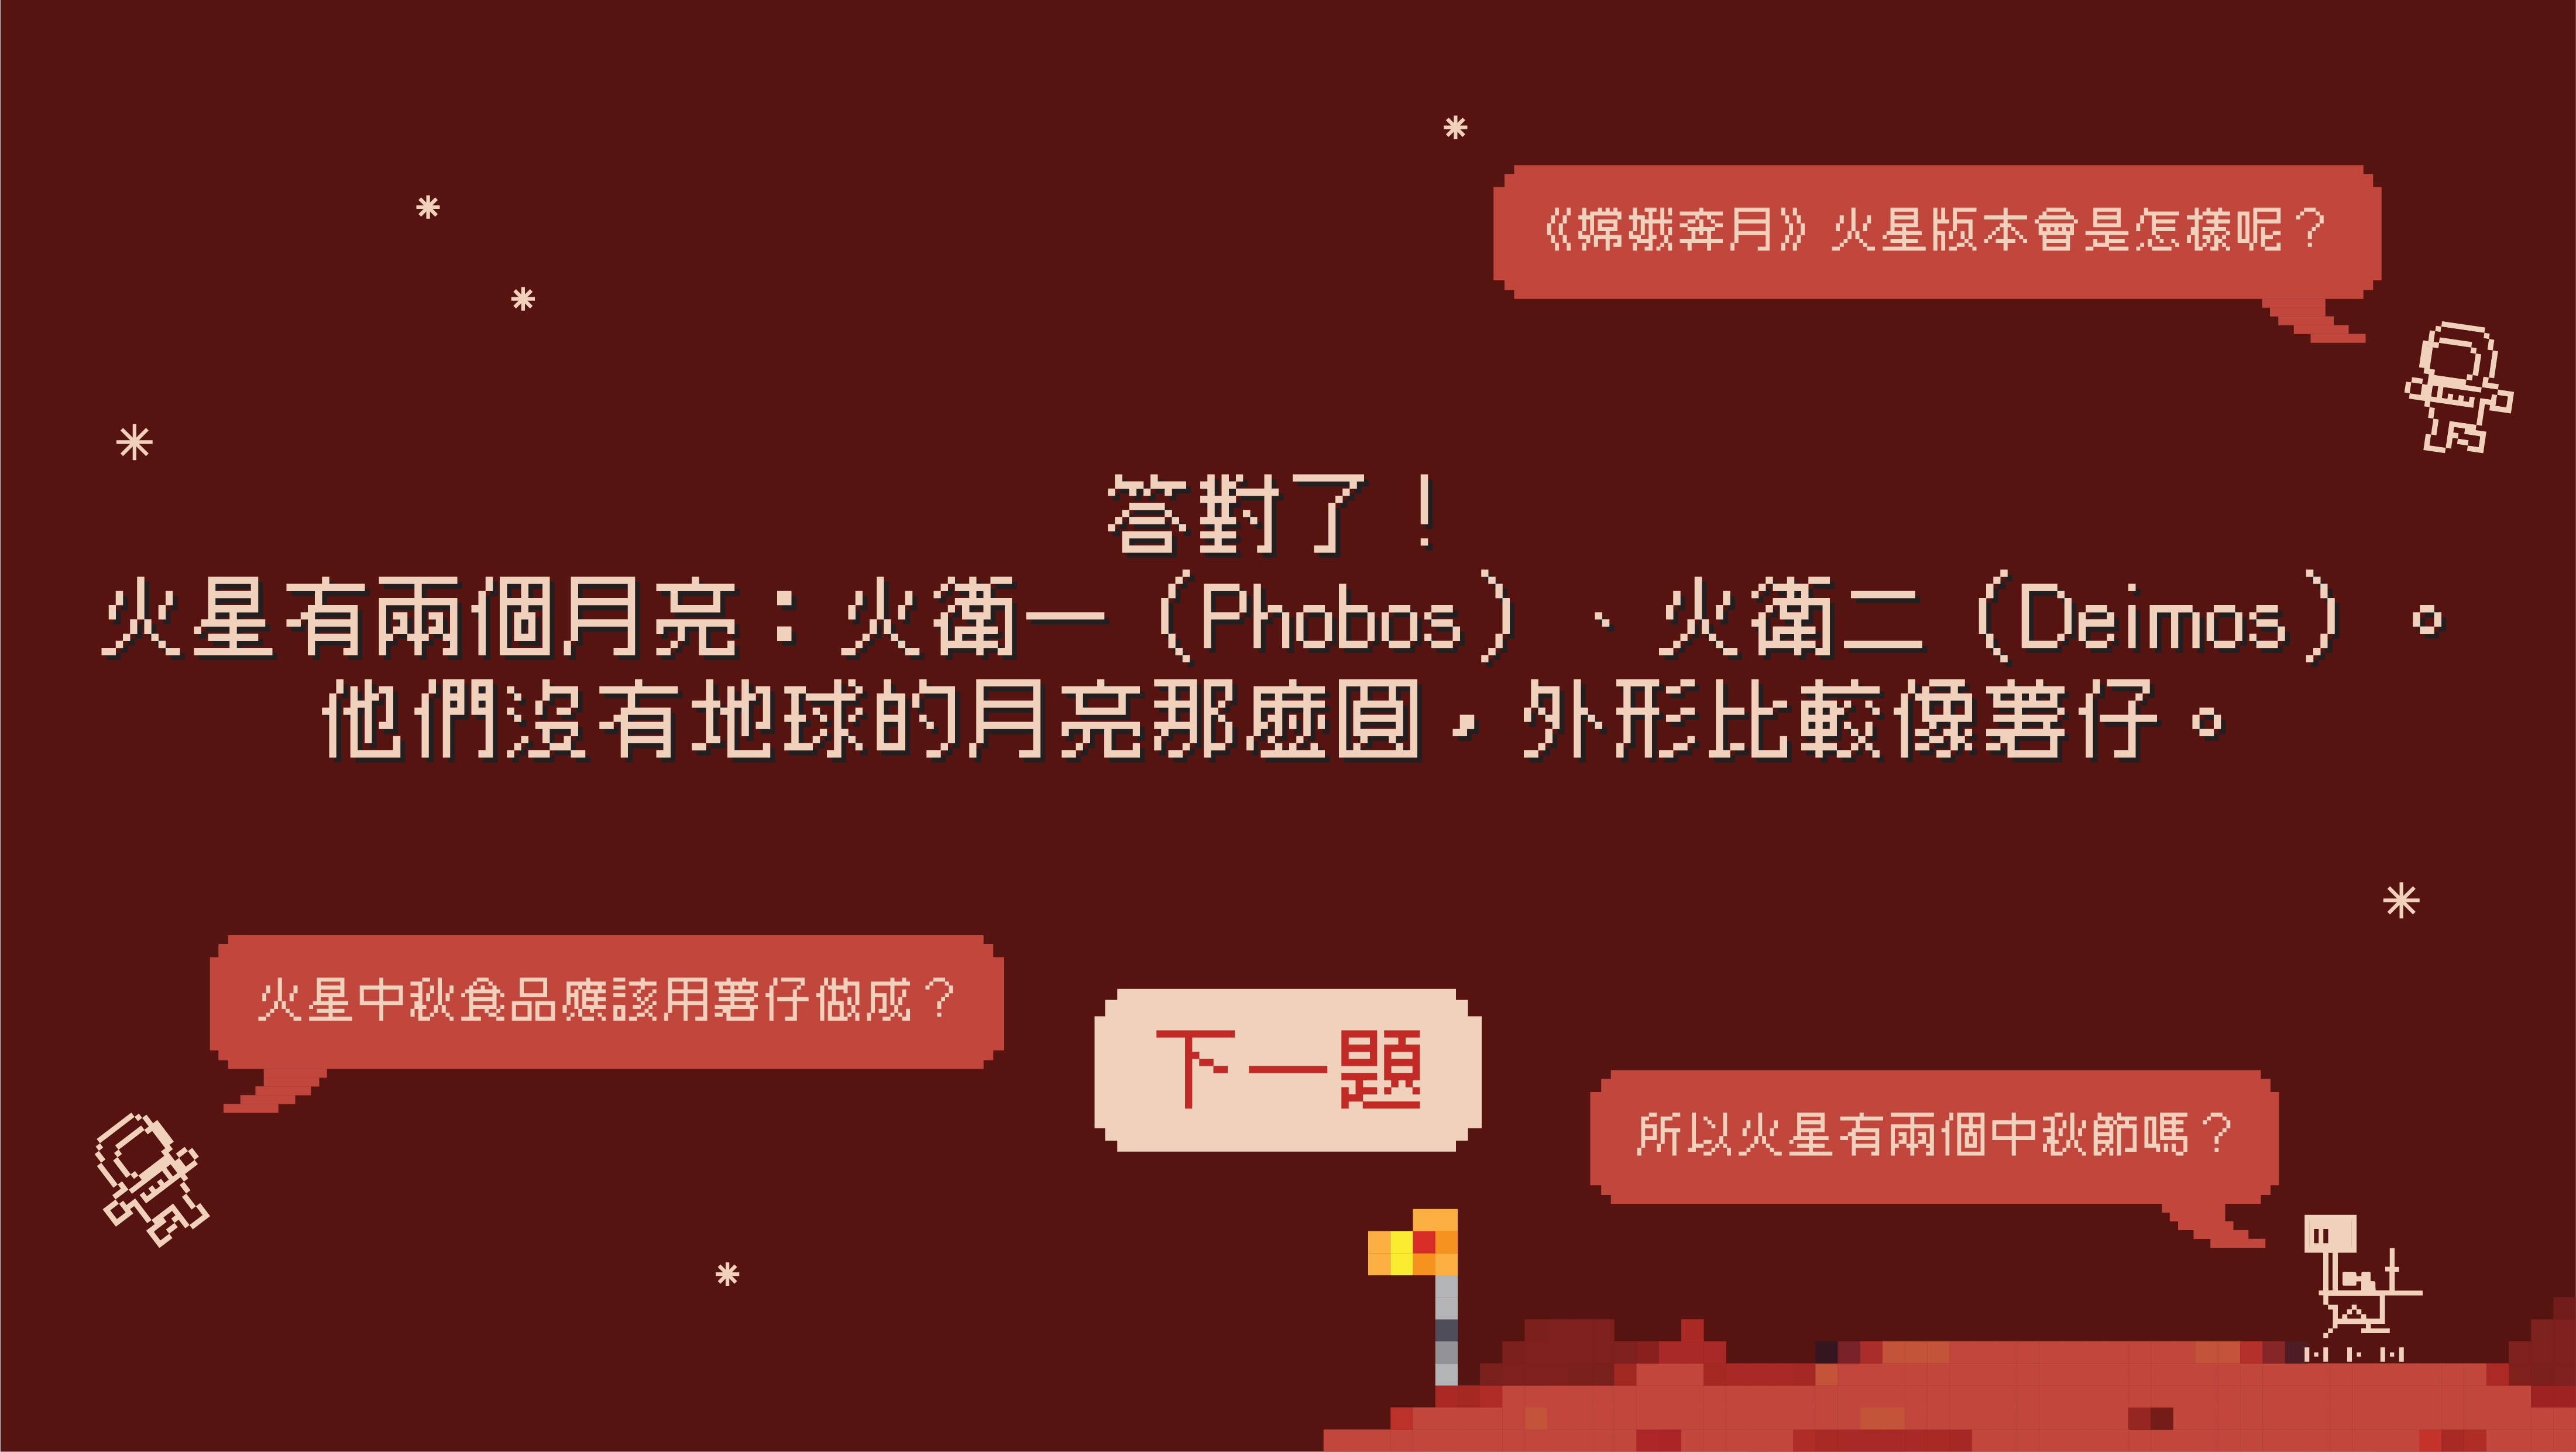 《嫦娥奔月》火星版本會是怎樣呢？
答對了！
火星有兩個月亮：火衛一（Phobos）、火衛二（Deimos）。
他們沒有地球的月亮那麼圓，外形比較像薯仔。
火星中秋食品應該用薯仔做成？
下一題
所以火星有兩個中秋節嗎？